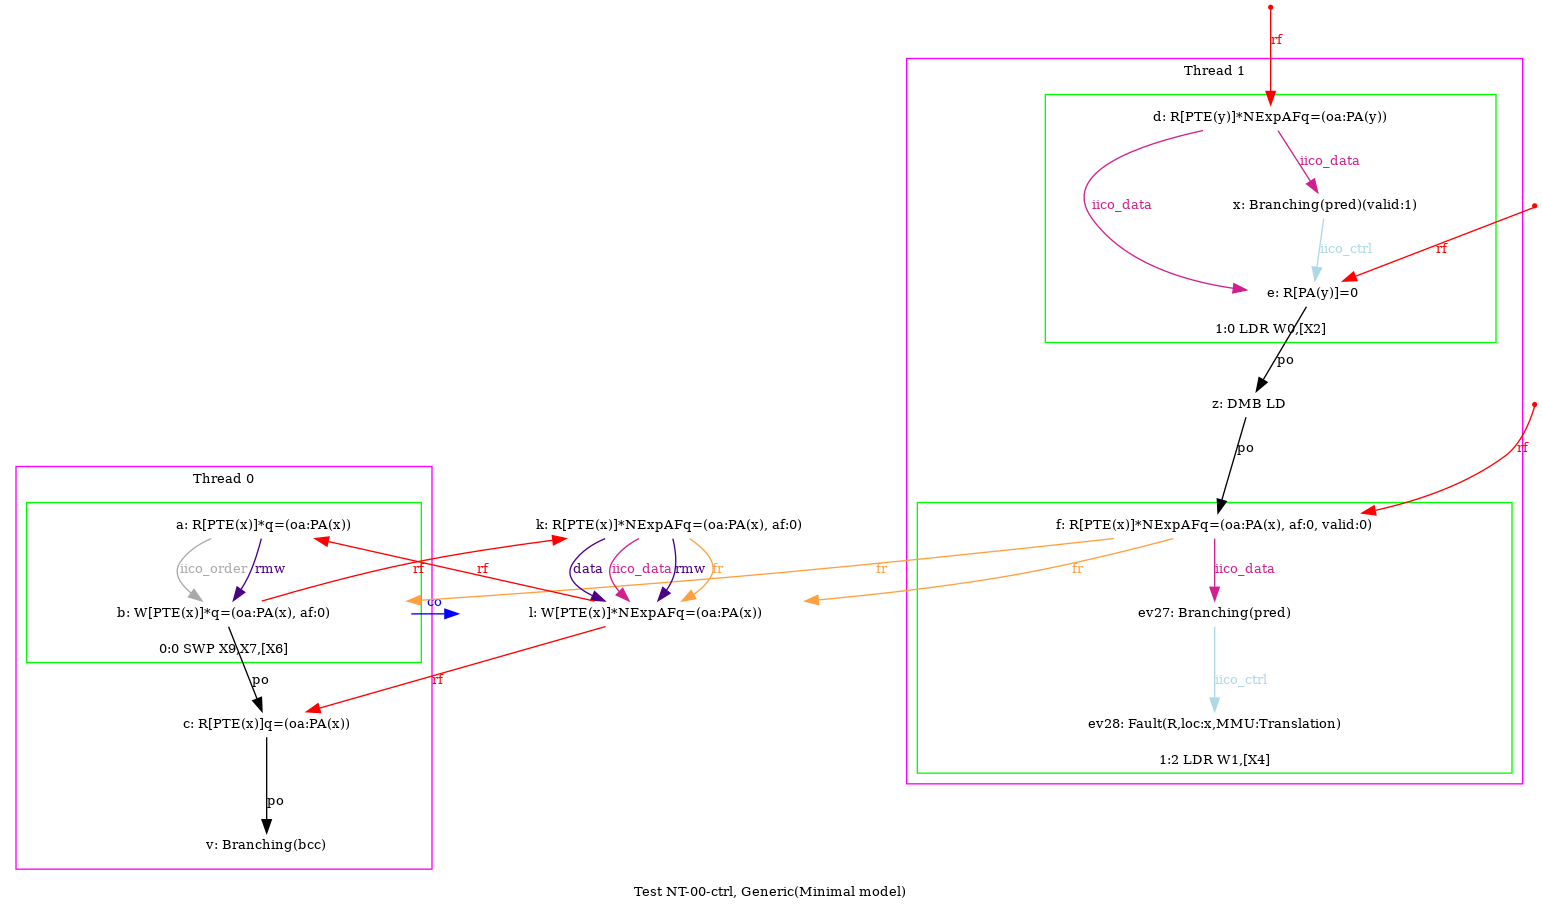 rf
Thread 1
d: R[PTE(y)]*NExpAFq=(oa:PA(y))
iico_data
iico_data
x: Branching(pred)(valid:1)
iico_ctrl
rf
e: R[PA(y)]=0
1:0 LDR W0,[X2]
po
z: DMB LD
po
rf
Thread 0
a: R[PTE(x)]*q=(oa:PA(x))
k: R[PTE(x)]*NExpAFq=(oa:PA(x), af:0)
f: R[PTE(x)]*NExpAFq=(oa:PA(x), af:0, valid:0)
iico_order
rmw
rf
rf
data
iico_data
rmw
fr
fr
fr
iico_data
b: W[PTE(x)]*q=(oa:PA(x), af:0)
co
l: W[PTE(x)]*NExpAFq=(oa:PA(x))
ev27: Branching(pred)
0:0 SWP X9,X7,[X6]
po
rf
iico_ctrl
c: R[PTE(x)]q=(oa:PA(x))
ev28: Fault(R,loc:x,MMU:Translation)
1:2 LDR W1,[X4]
po
v: Branching(bcc)
Test NT-00-ctrl, Generic(Minimal model)